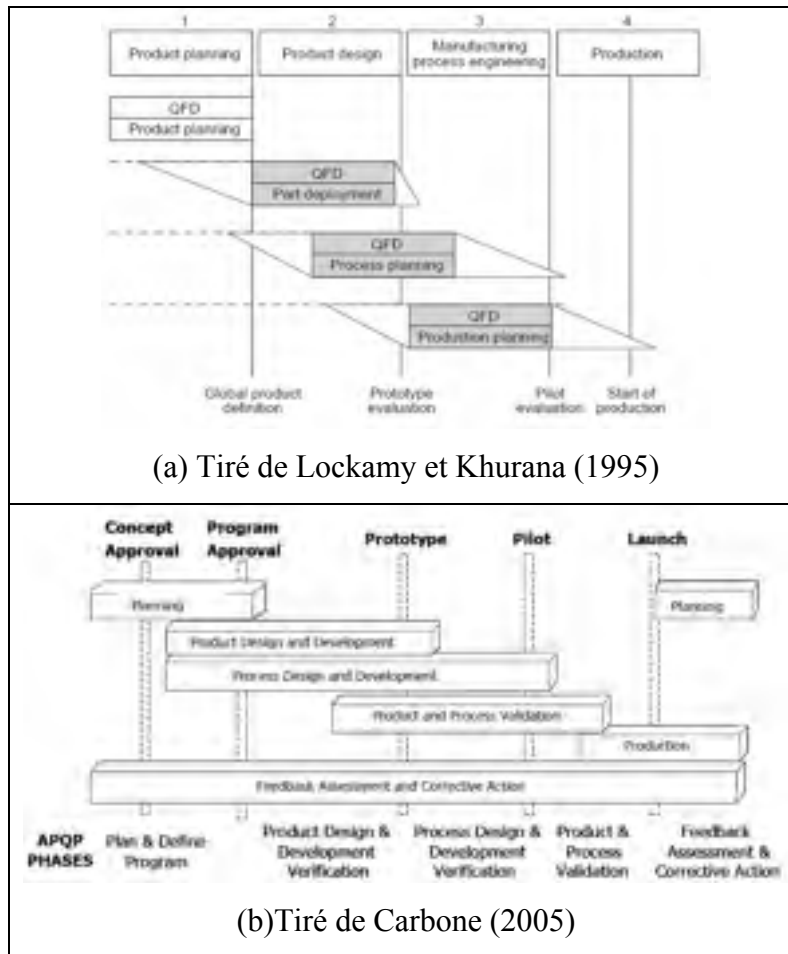 1 2 3 4
Product planning Product design Manufacturing process engineering Production
QFD
Product planning
QFD
Part deployment
QFD
Process planning
QFD
Production planning
Global product definition Prototype evaluation Pilot evaluation Start of production
(a) Tiré de Lockamy et Khurana (1995)
Concept Approval Program Approval Prototype Pilot Launch
Planning Planning
Product Design and Development
Process Design and Development
Product and Process Validation
Production
Feedback Assessment and Corrective Action
APQP PHASES Plan & Define Program Product Design & Development Verification Process Design & Development Verification Product & Process Validation Feedback Assessment & Corrective Action
(b)Tiré de Carbone (2005)